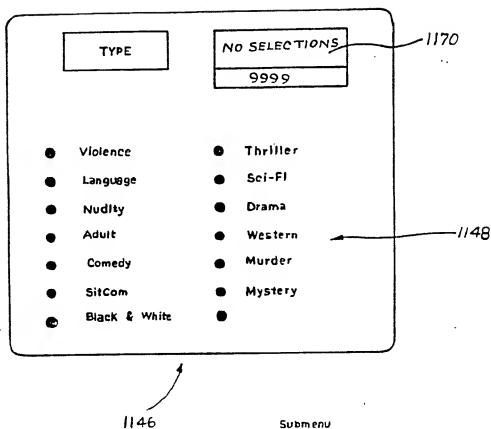 TYPE
NO SELECTIONS
9999
1170
Violence
Language
Nudity
Adult
Comedy
SitCom
Black & White
Thriller
Sci-Fi
Drama
Western
Murder
Mystery
1148
1146
Submenu